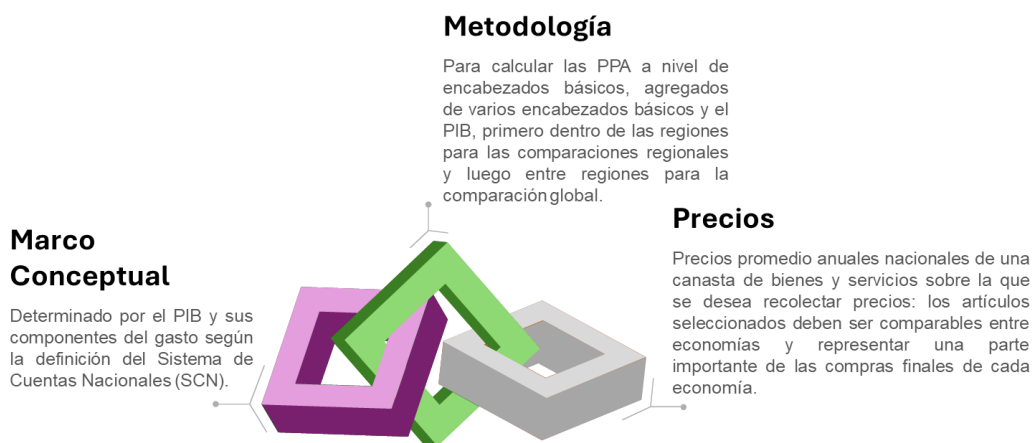 Metodología
Para calcular las PPA a nivel de
encabezados básicos, agregados
de varios encabezados básicos y el
PIB, primero dentro de las regiones
para las comparaciones regionales
y luego entre regiones para la
comparación global.
Marco
Conceptual
Determinado por el PIB y sus
componentes del gasto según
la definición del Sistema de
Cuentas Nacionales (SCN).
Precios
Precios promedio anuales nacionales de una
canasta de bienes y servicios sobre la que
se desea recolectar precios: los artículos
seleccionados deben ser comparables entre
economías y representar una parte
importante de las compras finales de cada
economía.